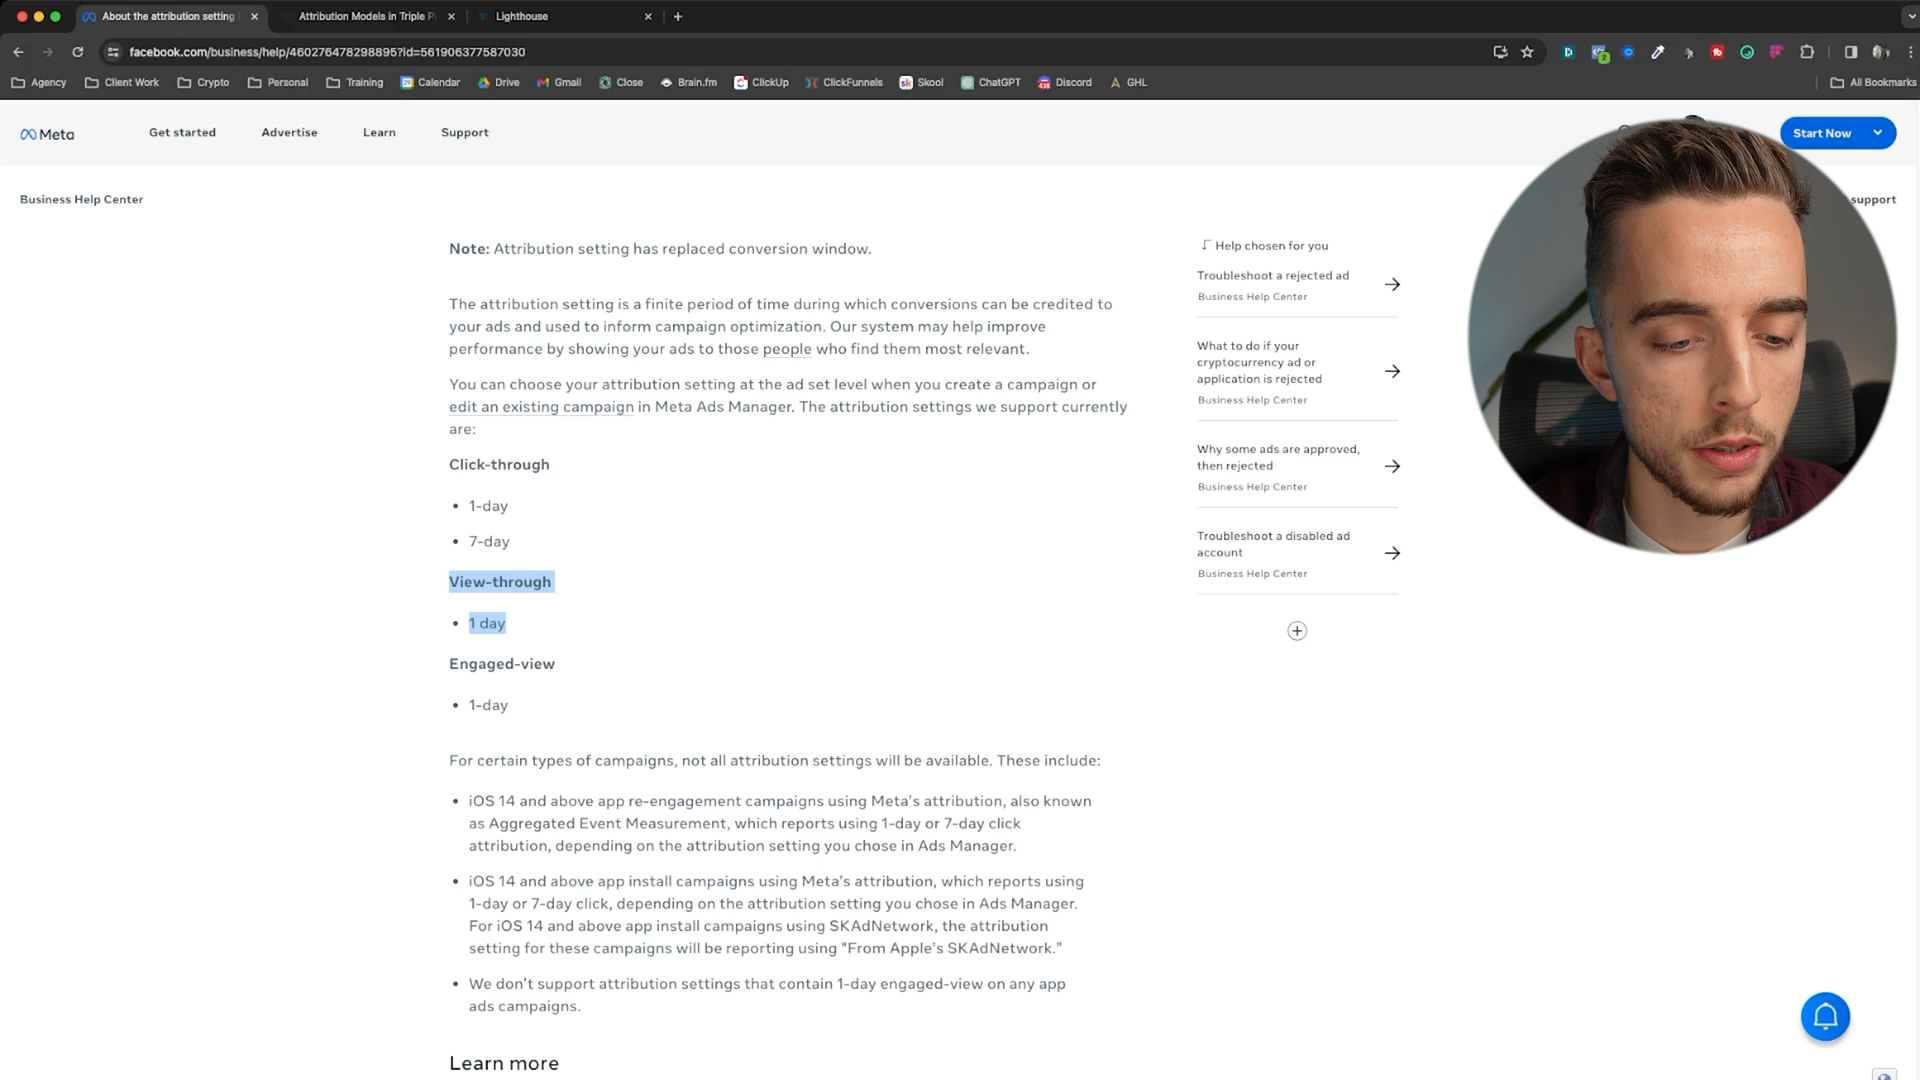 About the attribution setting
Attribution Models in Triple P
Lighthouse
facebook.com/business/help/460276478298895?id=561906377587030
2
Agency
Client Work
Crypto
Personal
Training
Calendar
Drive
Gmail
Close
Brain.fm
ClickUp
ClickFunnels
sk Skool
ChatGPT
438 Discord
GHL
All Bookmarks
Meta
Get started
Advertise
Learn
Support
Start Now
Business Help Center
support
Note: Attribution setting has replaced conversion window.
The attribution setting is a finite period of time during which conversions can be credited to
your ads and used to inform campaign optimization. Our system may help improve
performance by showing your ads to those people who find them most relevant.
You can choose your attribution setting at the ad set level when you create a campaign or
edit an existing campaign in Meta Ads Manager. The attribution settings we support currently
are:
Click-through
• 1-day
• 7-day
View-through
• 1 day
Engaged-view
• 1-day
For certain types of campaigns, not all attribution settings will be available. These include:
• iOS 14 and above app re-engagement campaigns using Meta's attribution, also known
as Aggregated Event Measurement, which reports using 1-day or 7-day click
attribution, depending on the attribution setting you chose in Ads Manager.
• iOS 14 and above app install campaigns using Meta's attribution, which reports using
1-day or 7-day click, depending on the attribution setting you chose in Ads Manager.
For iOS 14 and above app install campaigns using SKAdNetwork, the attribution
setting for these campaigns will be reporting using "From Apple's SKAdNetwork."
• We don't support attribution settings that contain 1-day engaged-view on any app
ads campaigns.
Learn more
Help chosen for you
Troubleshoot a rejected ad
Business Help Center
What to do if your
cryptocurrency ad or
application is rejected
Business Help Center
Why some ads are approved,
then rejected
Business Help Center
Troubleshoot a disabled ad
account
Business Help Center